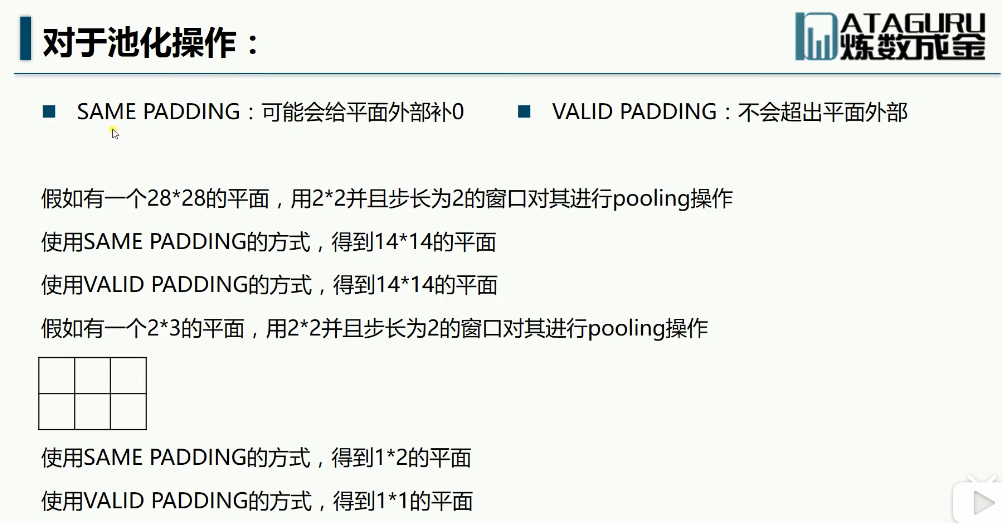 对于池化操作：
ATAGURU
炼数成金
SAME PADDING：可能会给平面外部补0
VALID PADDING：不会超出平面外部
假如有一个28*28的平面，用2*2并且步长为2的窗口对其进行pooling操作
使用SAME PADDING的方式，得到14*14的平面
使用VALID PADDING的方式，得到14*14的平面
假如有一个2*3的平面，用2*2并且步长为2的窗口对其进行pooling操作
使用SAME PADDING的方式，得到1*2的平面
使用VALID PADDING的方式，得到1*1的平面